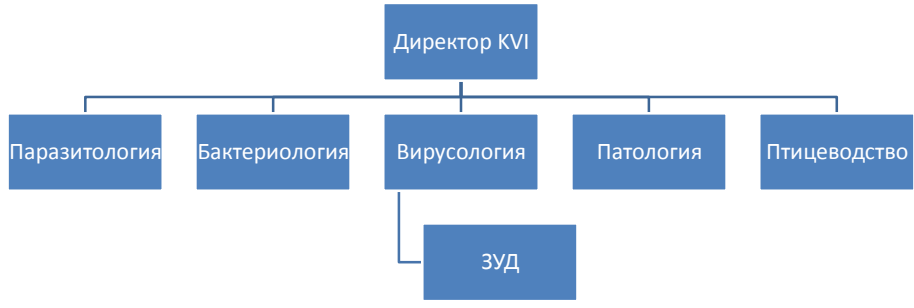 Директор KVI
Паразитология
Бактериология
Вирусология
Патология
Птицеводство
ЗУД